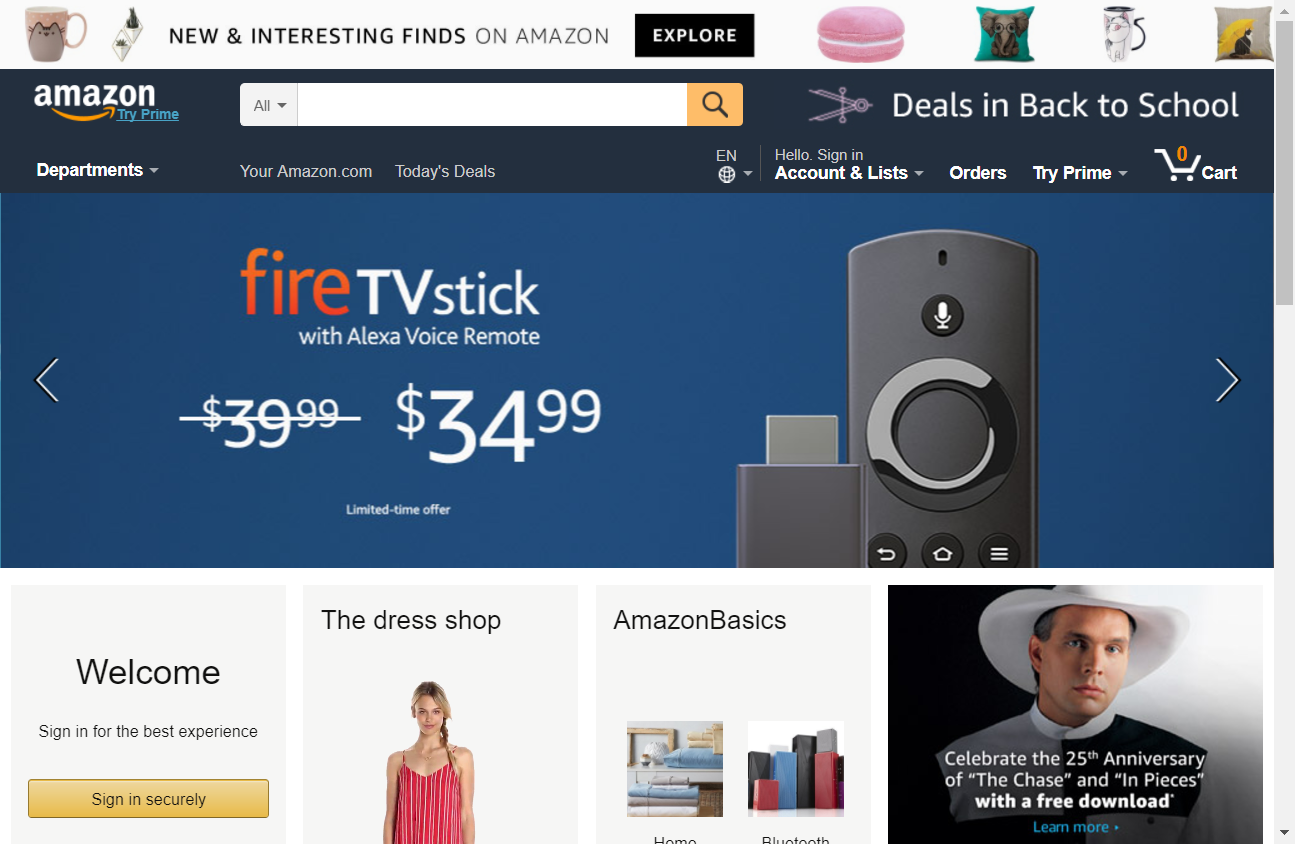 NEW & INTERESTING FINDS ON AMAZON
EXPLORE
amazon
Try Prime
All
Deals in Back to School
Departments
Your Amazon.com
Today's Deals
EN
Hello. Sign in
Account & Lists
Orders
Try Prime
0
Cart
fire TV stick
with Alexa Voice Remote
$39.99
$34.99
Limited-time offer
Welcome
Sign in for the best experience
Sign in securely
The dress shop
AmazonBasics
Home
Bluetooth
Celebrate the 25th Anniversary
of “The Chase” and “In Pieces”
with a free download*
Learn more ▸